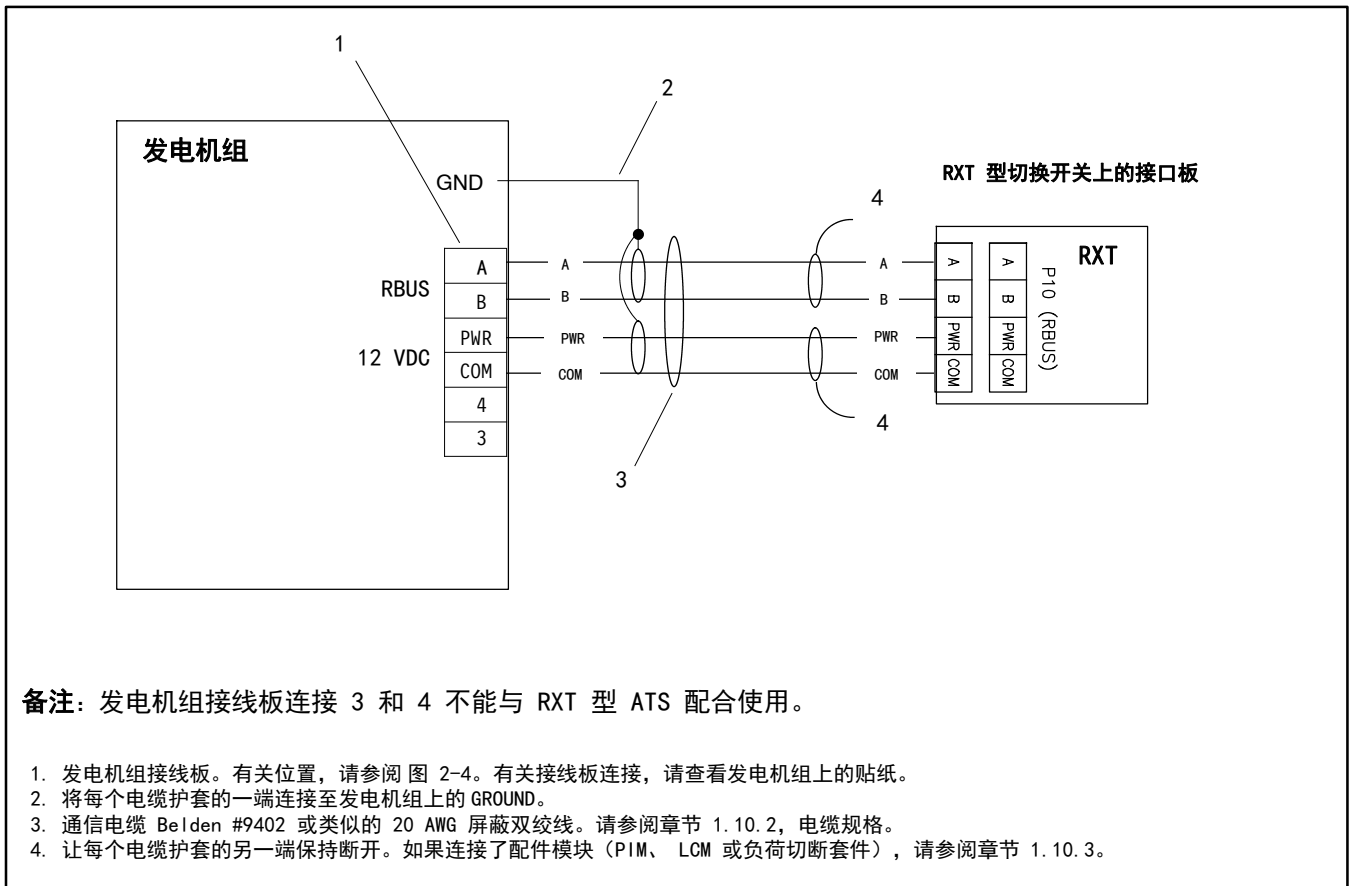 1
2
发电机组
GND
RXT 型切换开关上的接口板
4
RXT
RBUS
A
B
12 VDC
PWR
COM
4
3
A
B
PWR
COM
A
B
PWR
COM
A
B
PWR
COM
A
B
PWR
COM
P10 (RBUS)
4
3
备注: 发电机组接线板连接 3 和 4 不能与 RXT 型 ATS 配合使用。
1. 发电机组接线板。有关位置，请参阅 图 2-4。有关接线板连接，请查看发电机组上的贴纸。
2. 将每个电缆护套的一端连接至发电机组上的 GROUND。
3. 通信电缆 Belden #9402 或类似的 20 AWG 屏蔽双绞线。请参阅章节 1.10.2，电缆规格。
4. 让每个电缆护套的另一端保持断开。如果连接了配件模块（PIM、 LCM 或负荷切断套件），请参阅章节 1.10.3。